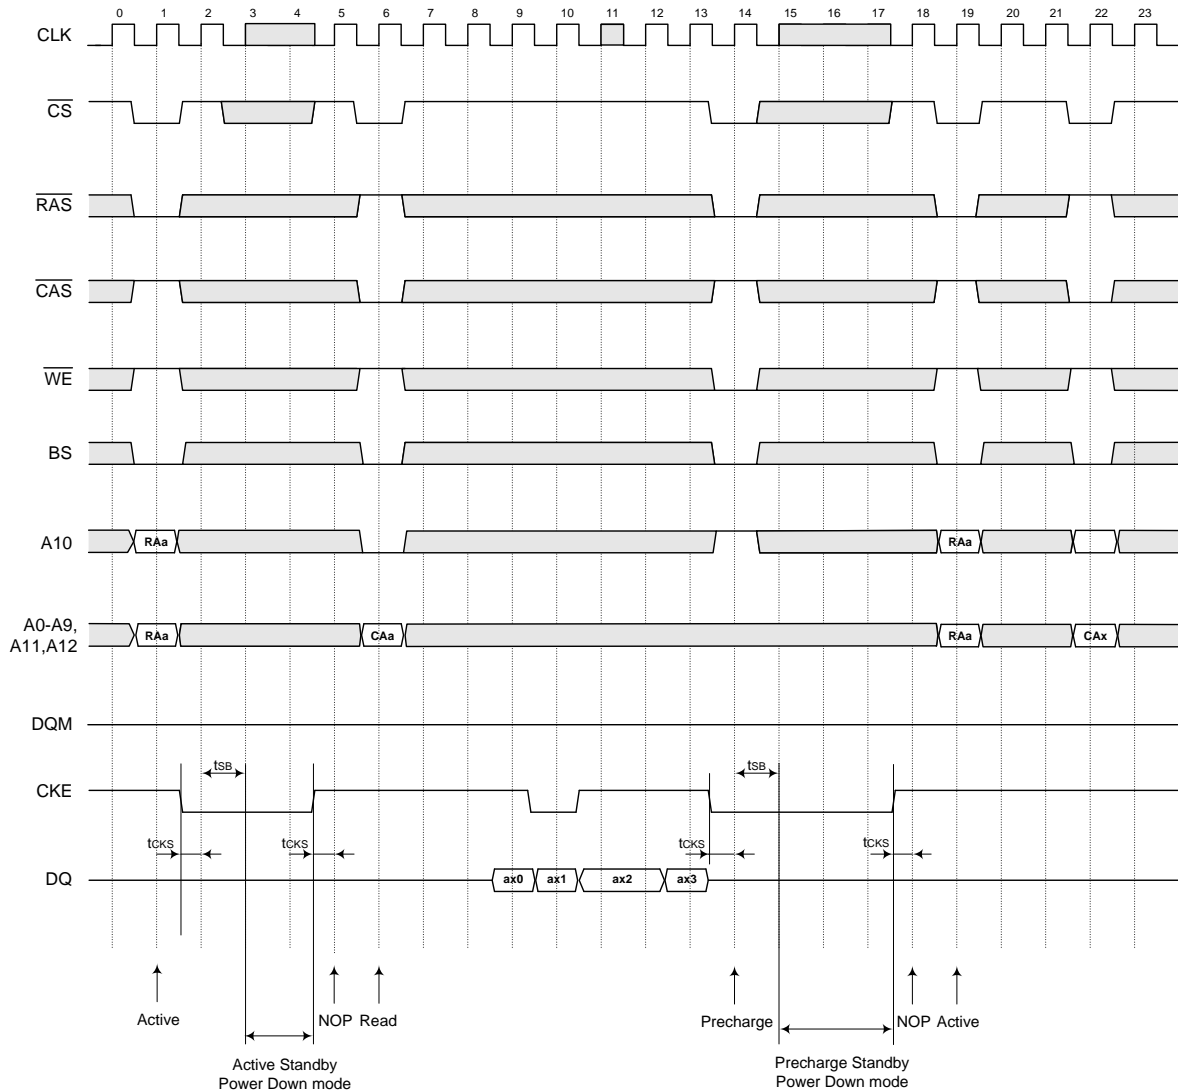 0 1 2 3 4 5 6 7 8 9 10 11 12 13 14 15 16 17 18 19 20 21 22 23
CLK
CS
RAS
CAS
WE
BS
A10 RAa RAa
A0-A9,
A11,A12 RAa CAa RAa CAx
DQM
tSB tSB
CKE
tCKS tCKS tCKS tCKS
DQ ax0 ax1 ax2 ax3
Active NOP Read Precharge NOP Active
Active Standby
Power Down mode
Precharge Standby
Power Down mode